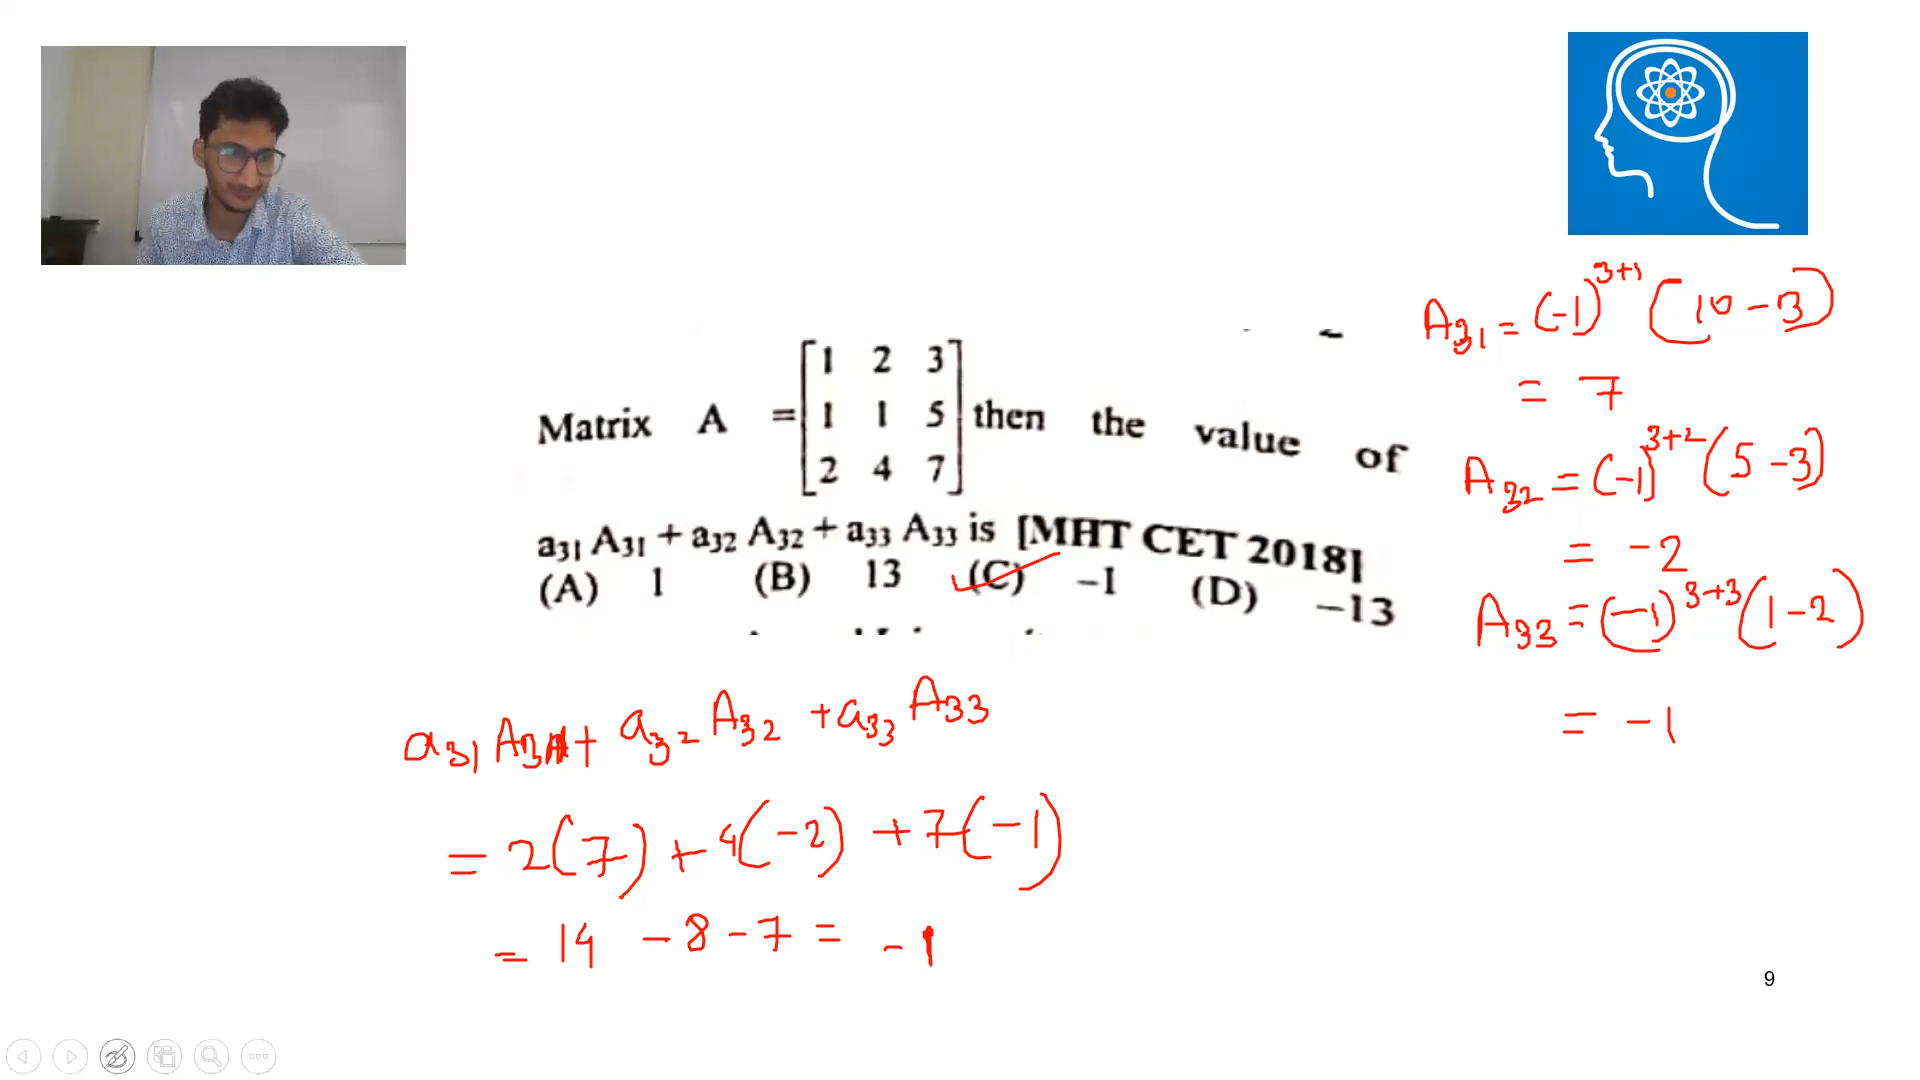 Matrix A = [1 2 3
1 1 5
2 4 7] then the value of
a31 A31 + a32 A32 + a33 A33 is [MHT CET 2018]
(A) 1 (B) 13 (C) -1 (D) -13
A31 = (-1)^3+1 (10-3)
= 7
A32 = (-1)^3+2 (5-3)
= -2
A33 = (-1)^3+3 (1-2)
= -1
a31 A31 + a32 A32 + a33 A33
= 2(7) + 4(-2) + 7(-1)
= 14 - 8 - 7 = -1
9